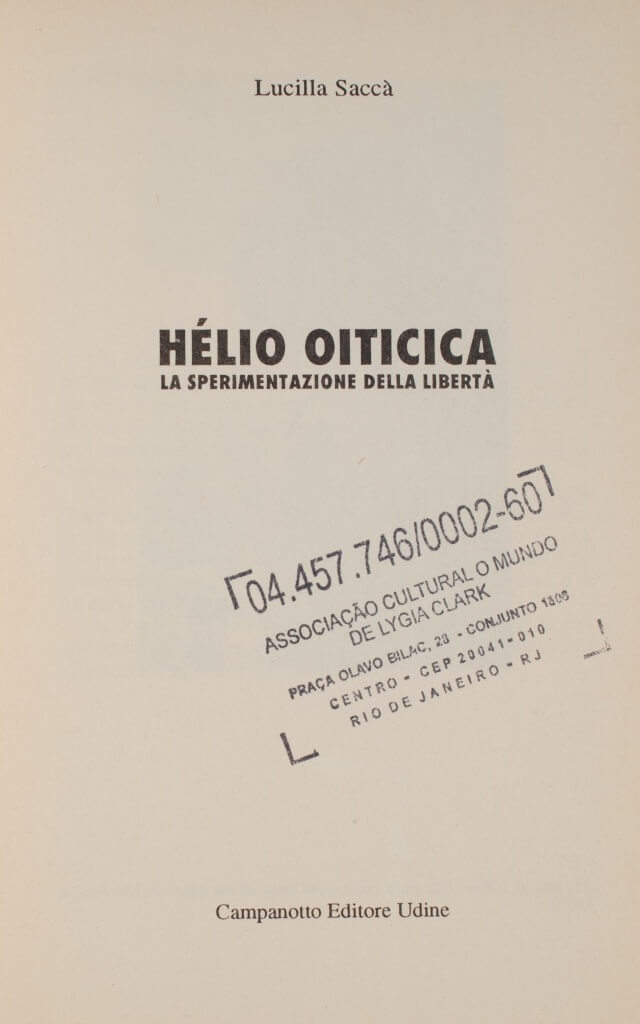 Lucilla Saccà
HÉLIO OITICICA
LA SPERIMENTAZIONE DELLA LIBERTÀ
04.457.746/0002-60
ASSOCIAÇÃO CULTURAL O MUNDO
DE LYGIA CLARK
PRAÇA OLAVO BILAC, 28 - CONJUNTO
CENTRO - CEP 20041-010
RIO DE JANEIRO - RJ
Campanotto Editore Udine